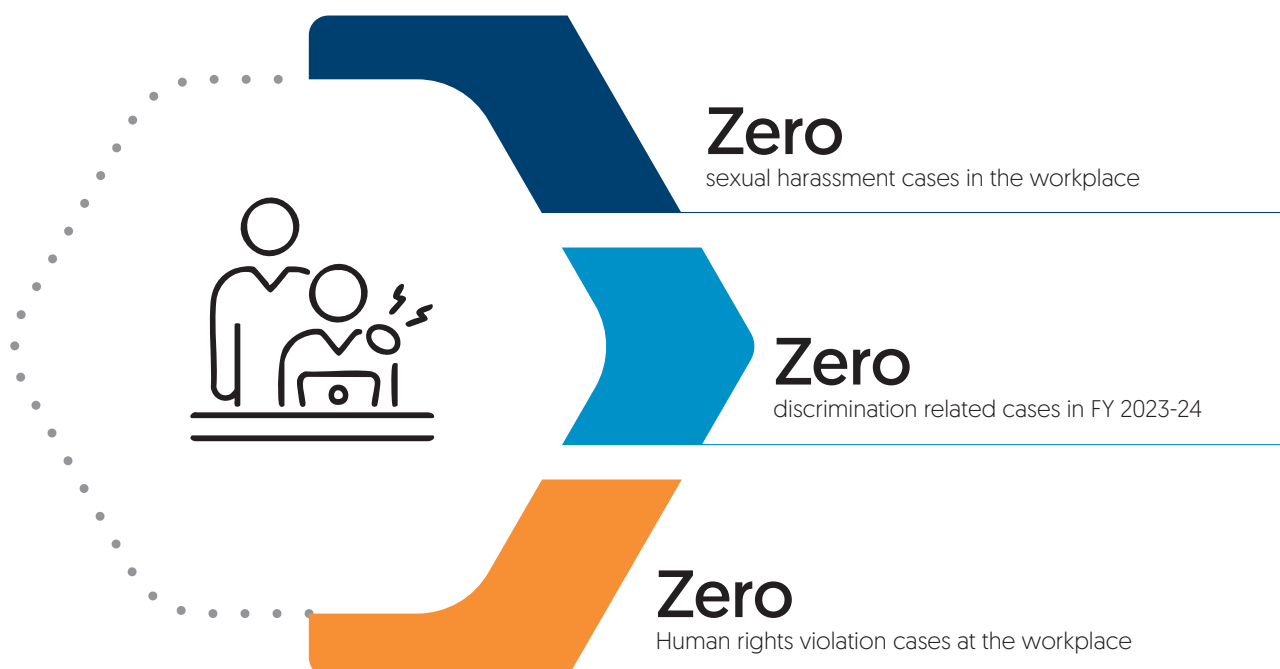 Zero
sexual harassment cases in the workplace
Zero
discrimination related cases in FY 2023-24
Zero
Human rights violation cases at the workplace